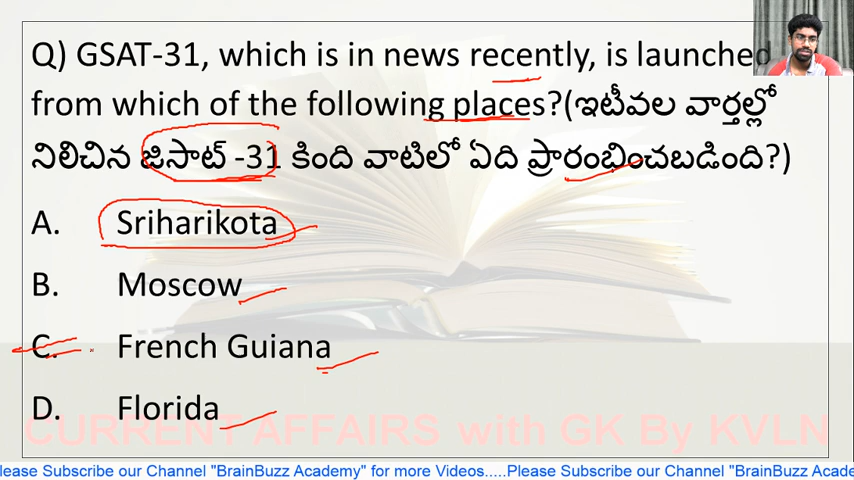 Q) GSAT-31, which is in news recently, is launched
from which of the following places?(ఇటీవల వార్తల్లో
నిలిచిన జిసాట్ -31 కింది వాటిలో ఏది ప్రారంభించబడింది?)
A. Sriharikota
B. Moscow
C. French Guiana
D. Florida
CURRENT AFFAIRS with GK By KVLN
lease Subscribe our Channel "BrainBuzz Academy" for more Videos.....Please Subscribe our Channel "BrainBuzz Acade